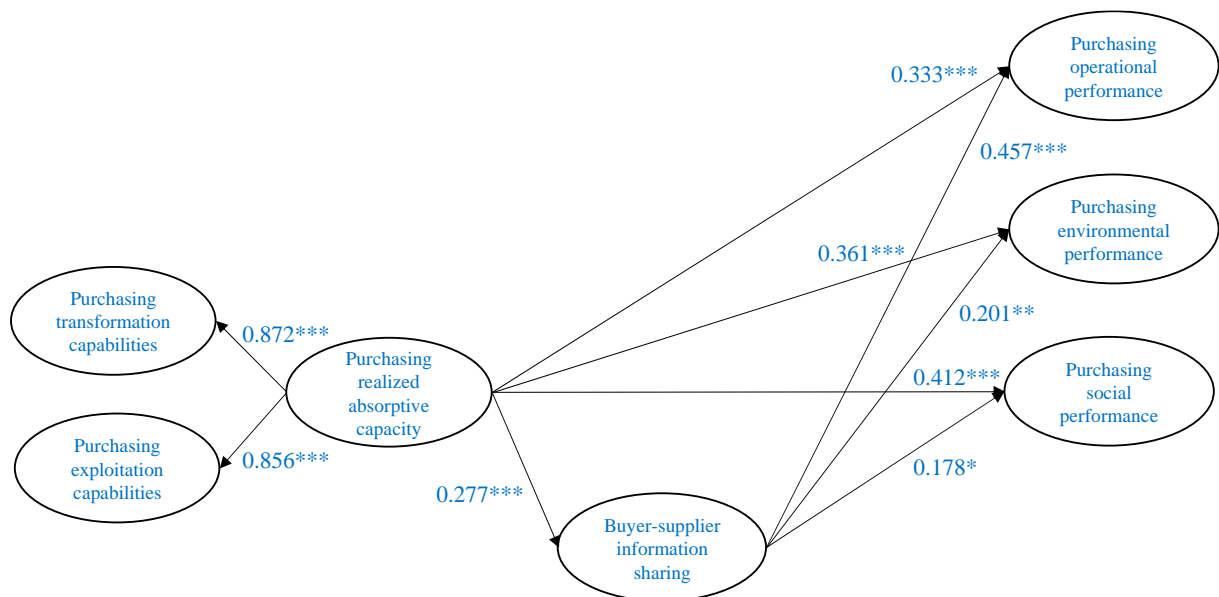 Purchasing
operational
performance
0.333***
0.457***
Purchasing
environmental
performance
0.361***
0.201**
Purchasing
transformation
capabilities
0.872***
Purchasing
realized
absorptive
capacity
0.412***
Purchasing
social
performance
Purchasing
exploitation
capabilities
0.856***
0.277***
0.178*
Buyer-supplier
information
sharing